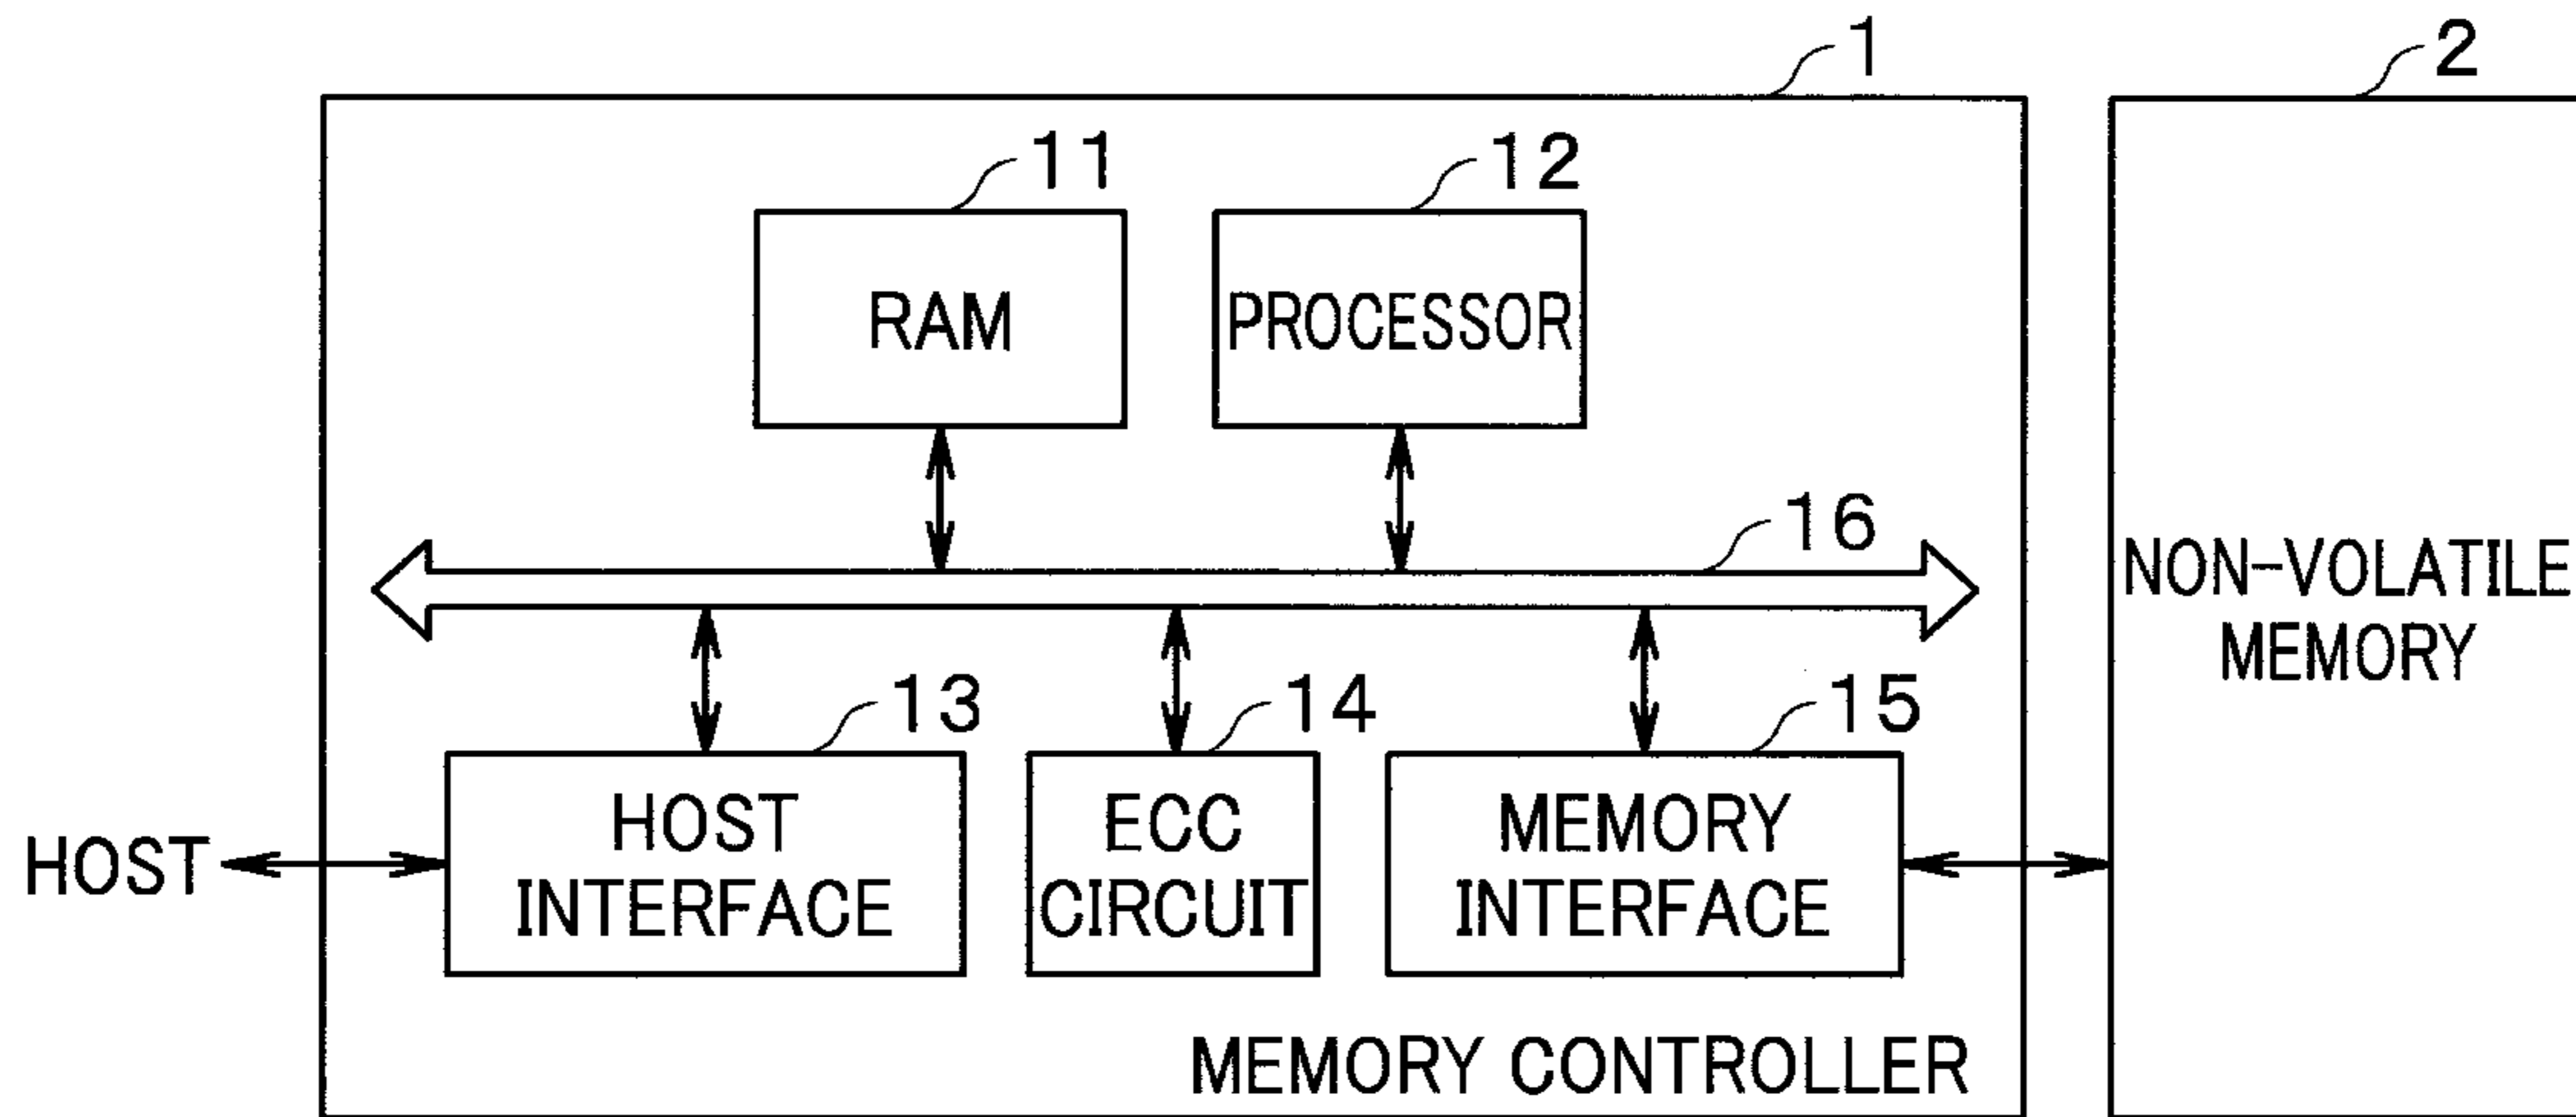 1
2
11
12
RAM
PROCESSOR
16
NON-VOLATILE
MEMORY
13
14
15
HOST
HOST
INTERFACE
ECC
CIRCUIT
MEMORY
INTERFACE
MEMORY CONTROLLER